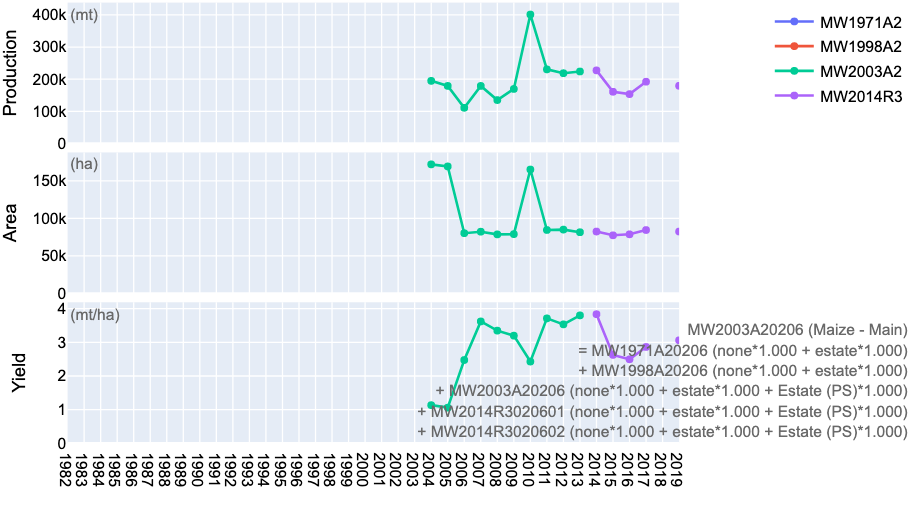 400k
(mt)
300k
200k
100k
0
Production
MW1971A2
MW1998A2
MW2003A2
MW2014R3
(ha)
150k
100k
50k
0
Area
(mt/ha)
4
3
2
1
0
Yield
MW2003A20206 (Maize - Main)
= MW1971A20206 (none*1.000 + estate*1.000)
+ MW1998A20206 (none*1.000 + estate*1.000)
+ MW2003A20206 (none*1.000 + estate*1.000 + Estate (PS)*1.000)
+ MW2014R3020601 (none*1.000 + estate*1.000 + Estate (PS)*1.000)
+ MW2014R3020602 (none*1.000 + estate*1.000 + Estate (PS)*1.000)
1982
1983
1984
1985
1986
1987
1988
1989
1990
1991
1992
1993
1994
1995
1996
1997
1998
1999
2000
2001
2002
2003
2004
2005
2006
2007
2008
2009
2010
2011
2012
2013
2014
2015
2016
2017
2018
2019